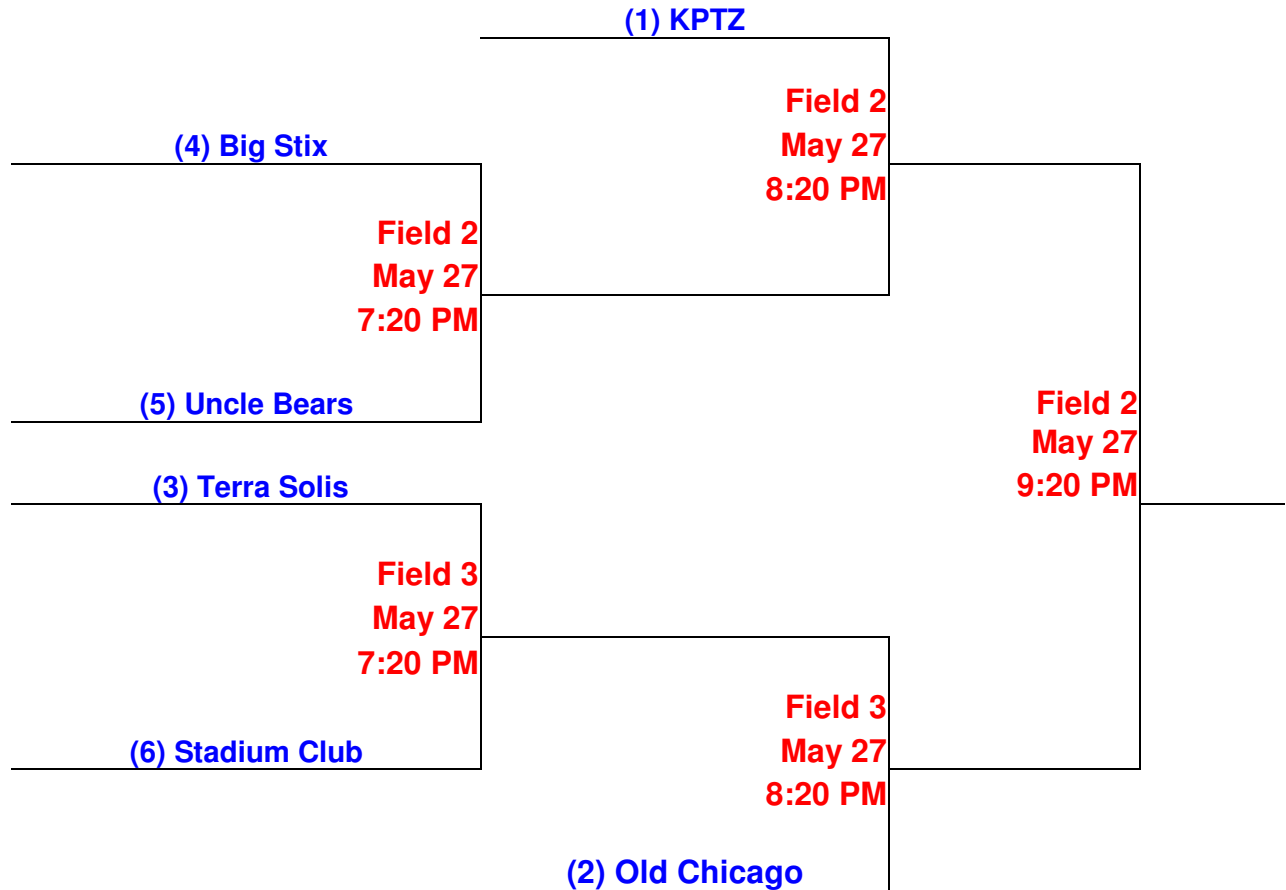 (1) KPTZ
Field 2
May 27
8:20 PM
(4) Big Stix
Field 2
May 27
7:20 PM
(5) Uncle Bears
Field 2
May 27
9:20 PM
(3) Terra Solis
Field 3
May 27
7:20 PM
(6) Stadium Club
Field 3
May 27
8:20 PM
(2) Old Chicago